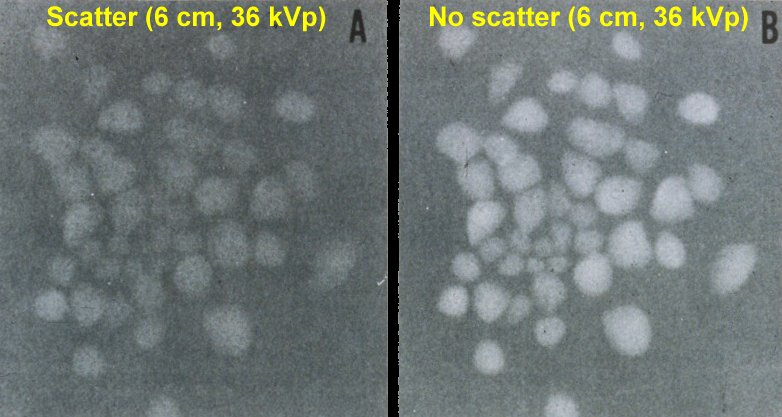 Scatter (6 cm, 36 kVp)
A
No scatter (6 cm, 36 kVp)
B